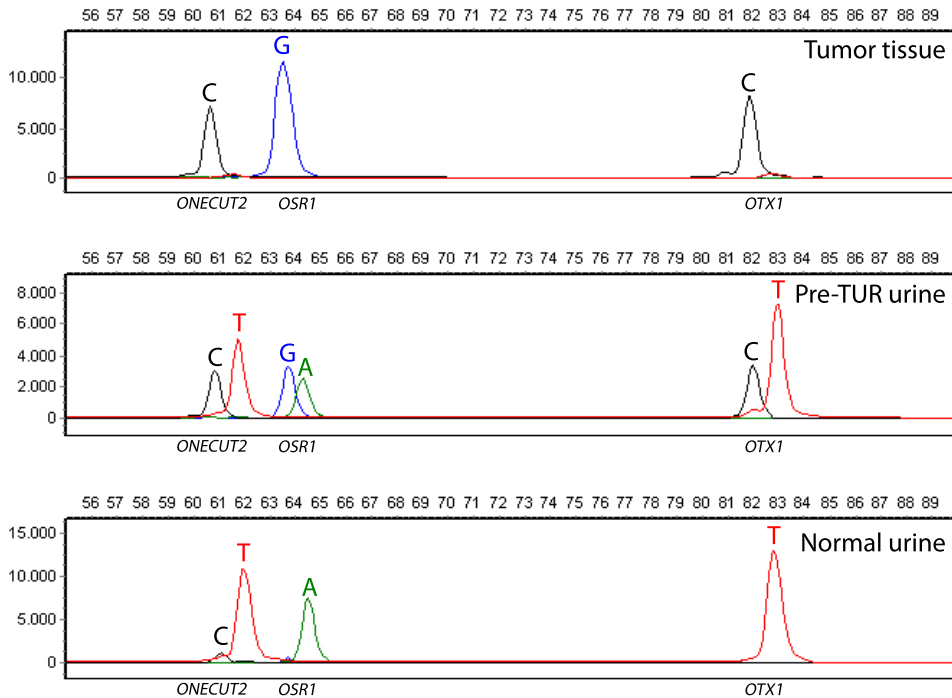 56 57 58 59 60 61 62 63 64 65 66 67 68 69 70 71 72 73 74 75 76 77 78 79 80 81 82 83 84 85 86 87 88 89
G
Tumor tissue
10.000
C
C
5.000
0
ONECUT2 OSR1 OTX1
56 57 58 59 60 61 62 63 64 65 66 67 68 69 70 71 72 73 74 75 76 77 78 79 80 81 82 83 84 85 86 87 88 89
8.000
T
Pre-TUR urine
6.000
T
4.000
C
G
A
C
2.000
0
ONECUT2 OSR1 OTX1
56 57 58 59 60 61 62 63 64 65 66 67 68 69 70 71 72 73 74 75 76 77 78 79 80 81 82 83 84 85 86 87 88 89
15.000
T
Normal urine
T
10.000
A
5.000
C
0
ONECUT2 OSR1 OTX1